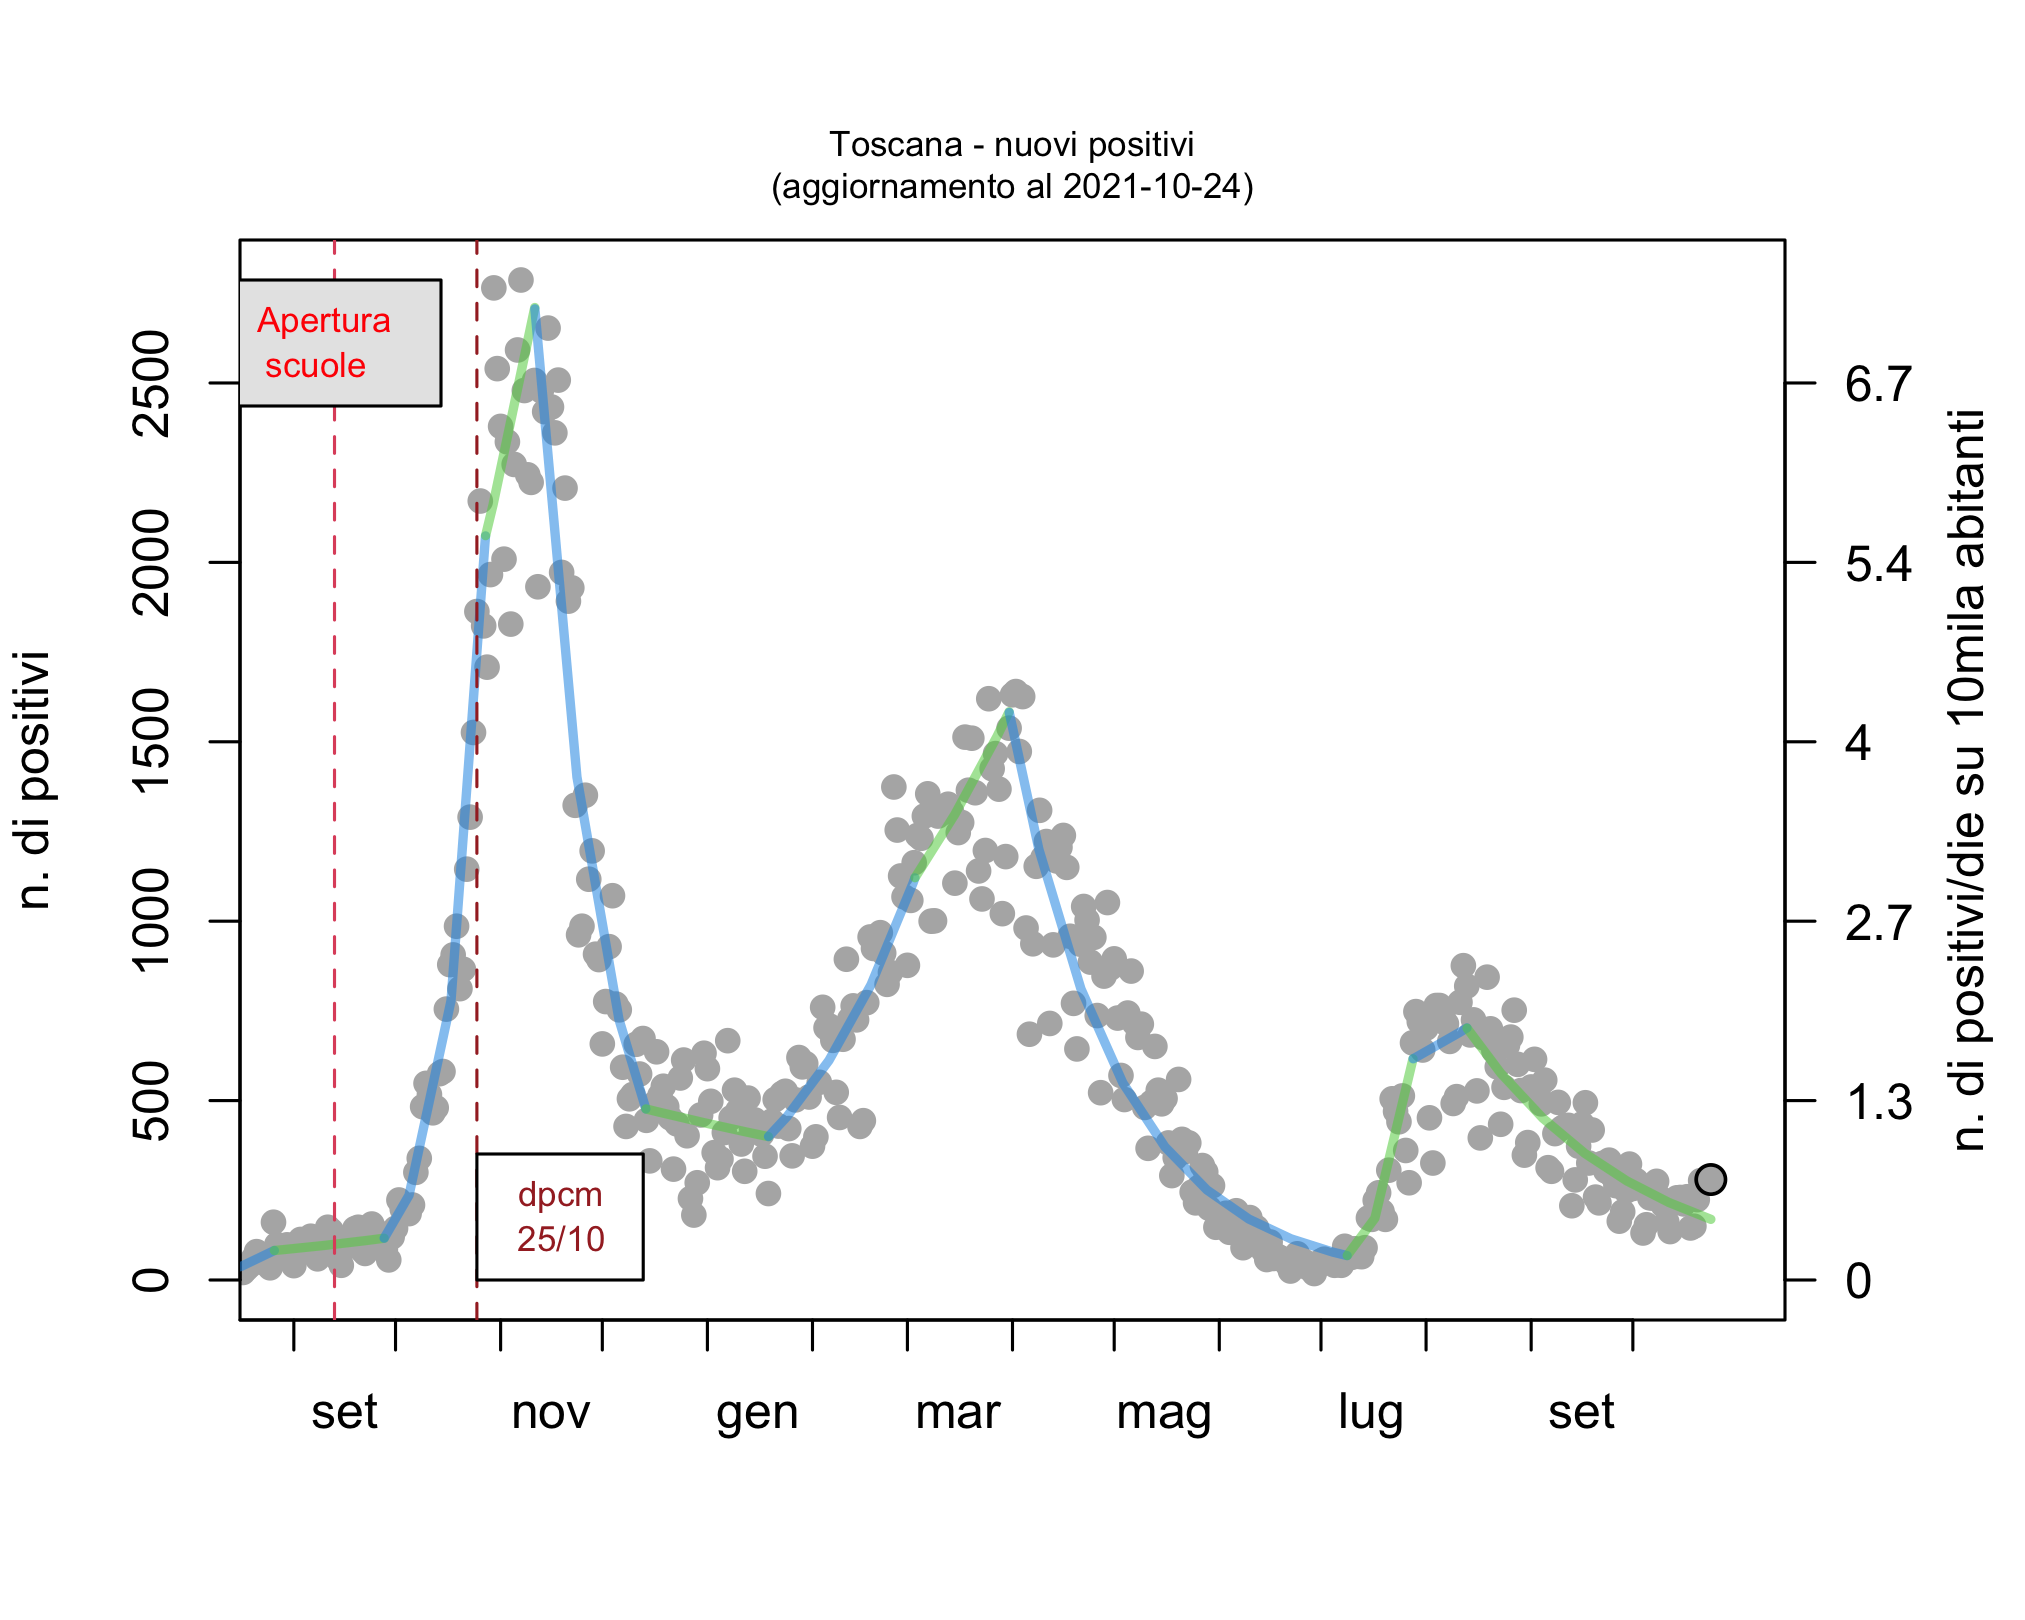 Toscana - nuovi positivi
(aggiornamento al 2021-10-24)
Apertura
scuole
dpcm
25/10
n. di positivi
2500
2000
1500
1000
500
0
6.7
5.4
4
2.7
1.3
0
n. di positivi/die su 10mila abitanti
set nov gen mar mag lug set